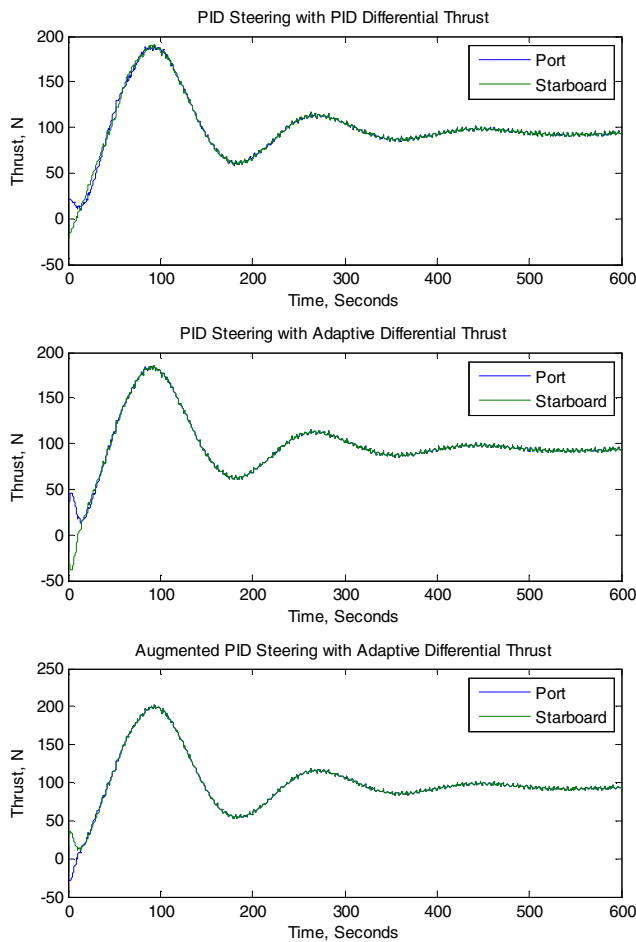 PID Steering with PID Differential Thrust
200
150
100
50
0
-50
Thrust, N
Port
Starboard
0 100 200 300 400 500 600
Time, Seconds
PID Steering with Adaptive Differential Thrust
200
150
100
50
0
-50
Thrust, N
Port
Starboard
0 100 200 300 400 500 600
Time, Seconds
Augmented PID Steering with Adaptive Differential Thrust
250
200
150
100
50
0
-50
Thrust, N
Port
Starboard
0 100 200 300 400 500 600
Time, Seconds